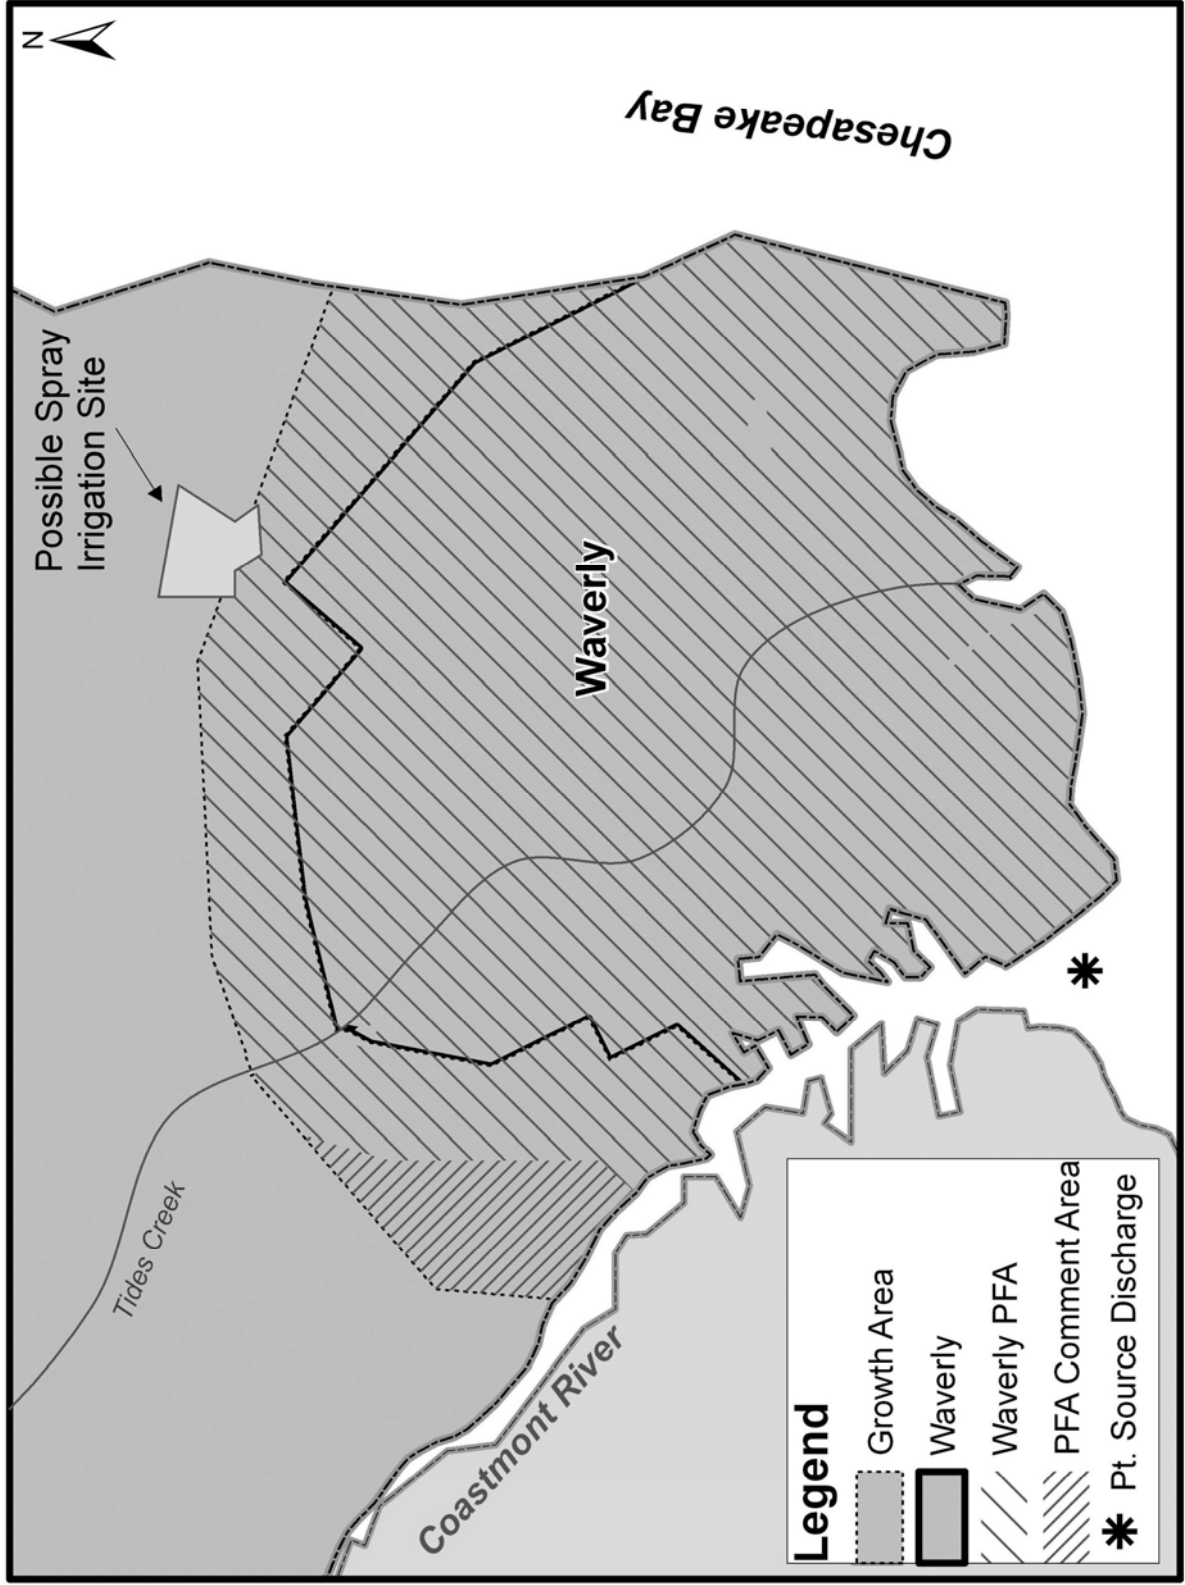 N
Chesapeake Bay
Possible Spray
Irrigation Site
Waverly
Tides Creek
Coastmont River
Legend
Growth Area
Waverly
Waverly PFA
PFA Comment Area
Pt. Source Discharge